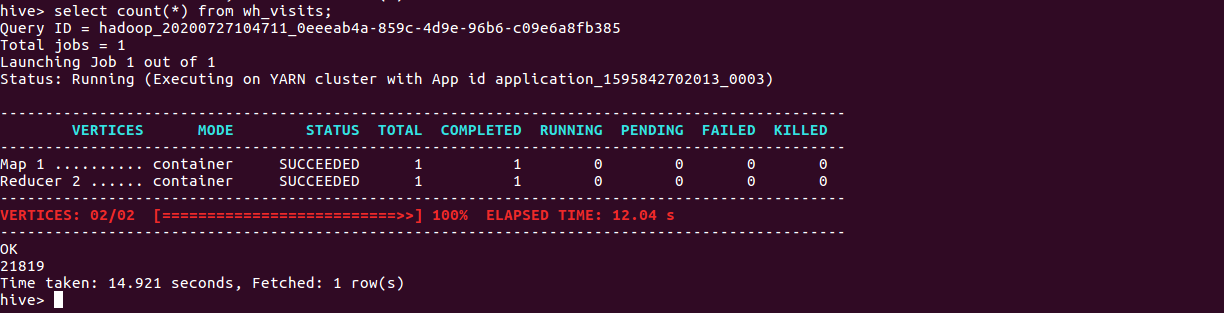 hive> select count(*) from wh_visits;
Query ID = hadoop_20200727104711_0eeeab4a-859c-4d9e-96b6-c09e6a8fb385
Total jobs = 1
Launching Job 1 out of 1
Status: Running (Executing on YARN cluster with App id application_1595842702013_0003)
----------------------------------------------------------------------------------------------
VERTICES MODE STATUS TOTAL COMPLETED RUNNING PENDING FAILED KILLED
----------------------------------------------------------------------------------------------
Map 1 .......... container SUCCEEDED 1 1 0 0 0 0
Reducer 2 ...... container SUCCEEDED 1 1 0 0 0 0
----------------------------------------------------------------------------------------------
VERTICES: 02/02 [==========================>>] 100% ELAPSED TIME: 12.04 s
----------------------------------------------------------------------------------------------
OK
21819
Time taken: 14.921 seconds, Fetched: 1 row(s)
hive>